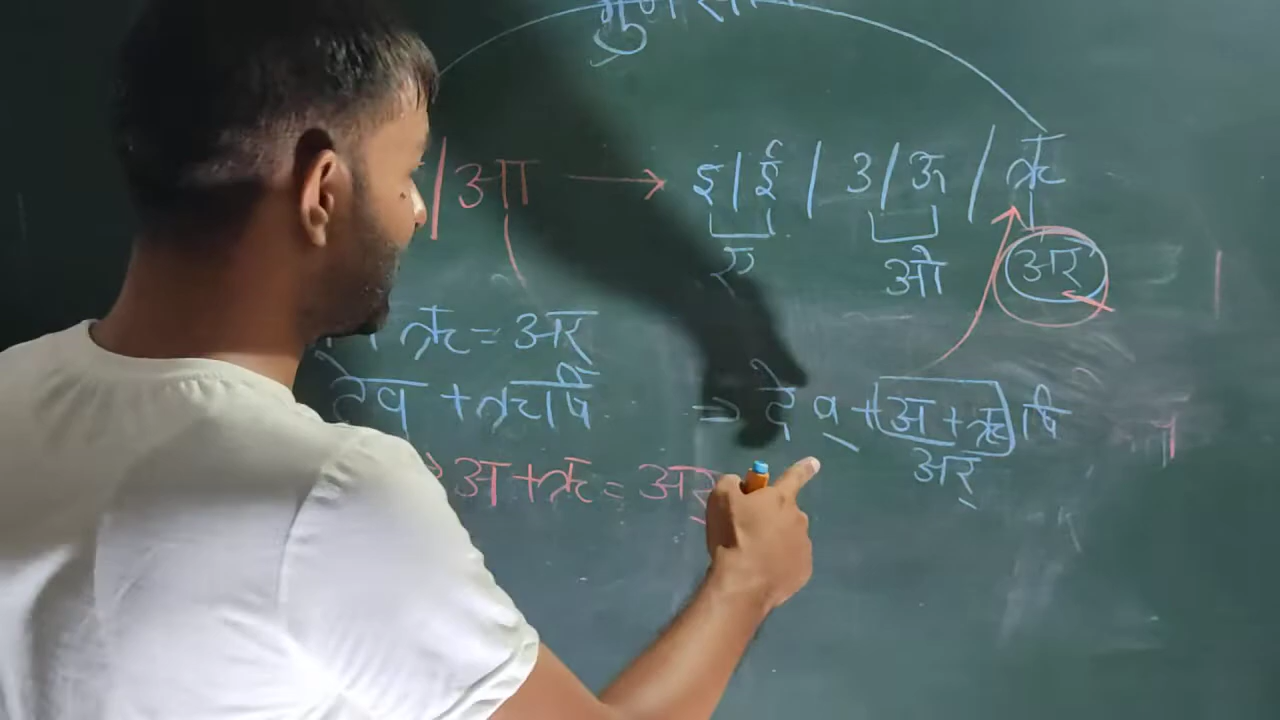 गुण
|आ → इ|ई | उ|ऊ | ऋ
ए ओ अर्
ऋ = अर्
देव + ऋषि ⇒ देव् + अ + ऋ षि
अर्
अ + ऋ = अर्